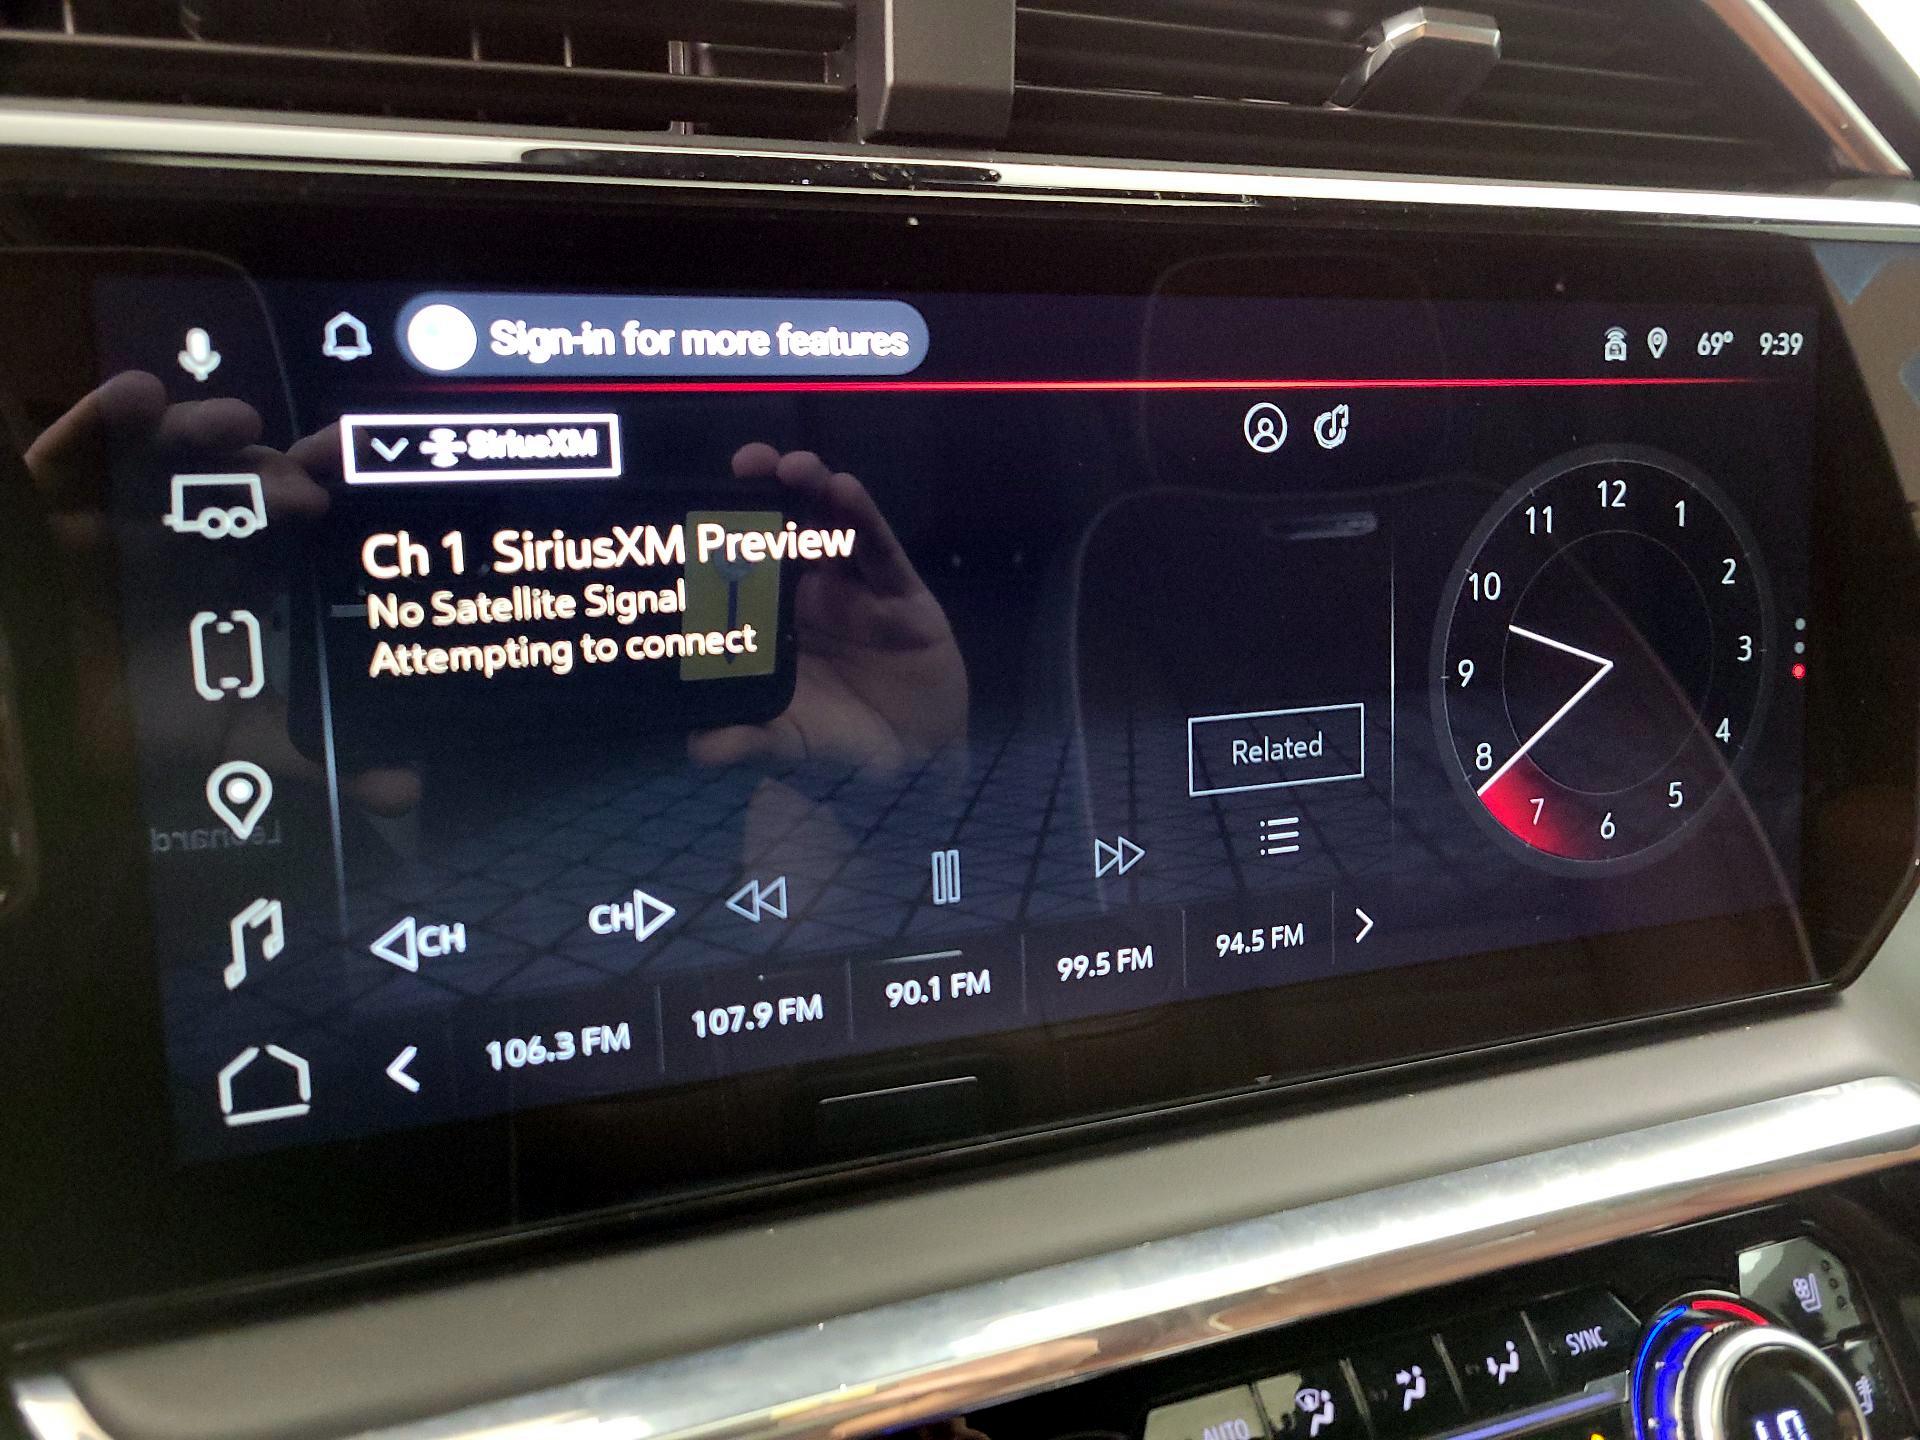 Sign-in for more features
69° 9:39
SiriusXM
Ch 1 SiriusXM Preview
No Satellite Signal
Attempting to connect
Related
12
1
2
3
4
5
6
7
8
9
10
11
CH
CH
106.3 FM
107.9 FM
90.1 FM
99.5 FM
94.5 FM
Leonard
SYNC
AUTO